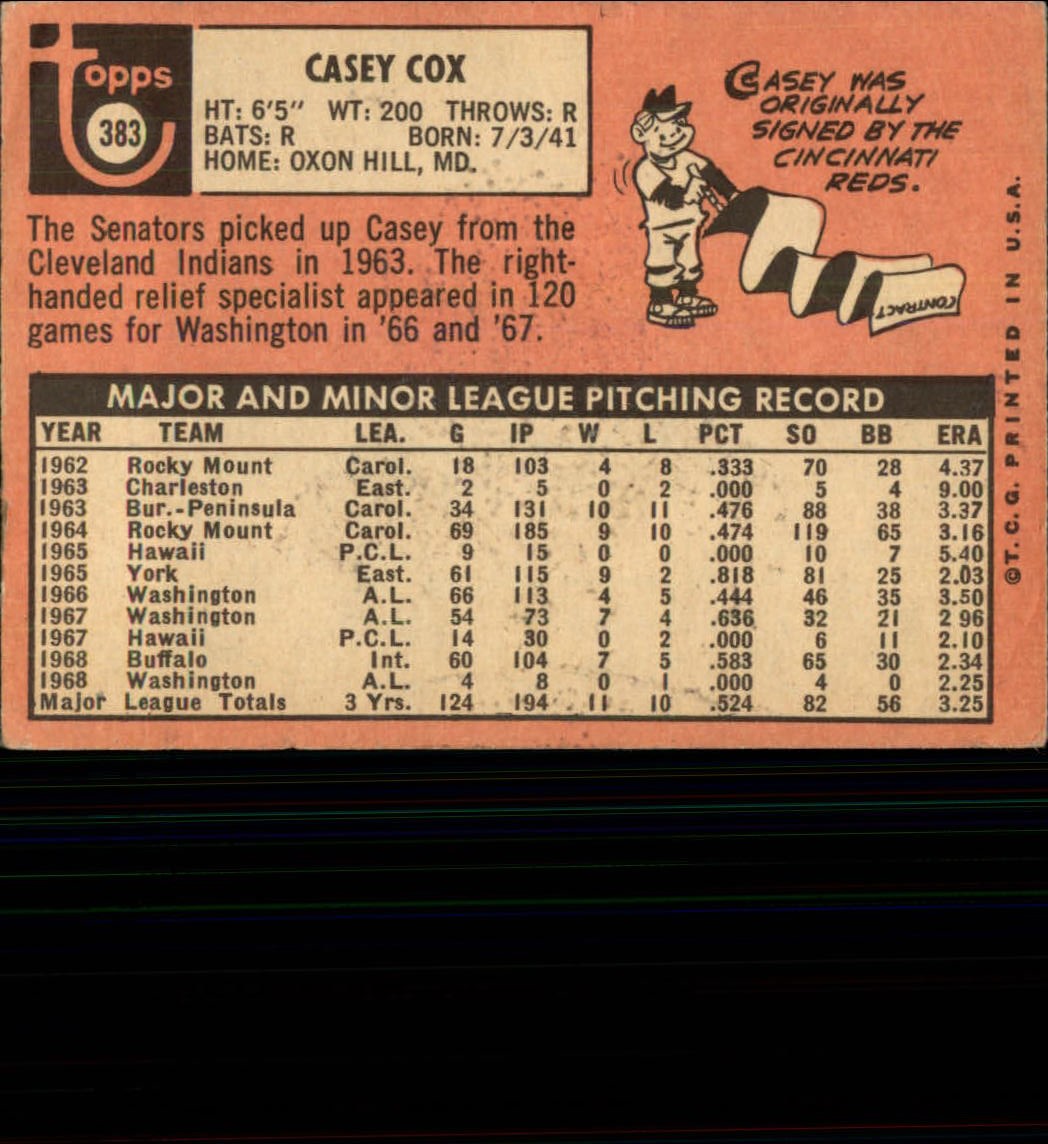 topps
383
CASEY COX
HT: 6'5" WT: 200 THROWS: R
BATS: R BORN: 7/3/41
HOME: OXON HILL, MD.
CASEY WAS
ORIGINALLY
SIGNED BY THE
CINCINNATI
REDS.
CONTRACT
The Senators picked up Casey from the
Cleveland Indians in 1963. The right-
handed relief specialist appeared in 120
games for Washington in '66 and '67.
MAJOR AND MINOR LEAGUE PITCHING RECORD
YEAR TEAM LEA. G IP W L PCT SO BB ERA
1962 Rocky Mount Carol. 18 103 4 8 .333 70 28 4.37
1963 Charleston East. 2 5 0 2 .000 5 4 9.00
1963 Bur.-Peninsula Carol. 34 131 10 11 .476 88 38 3.37
1964 Rocky Mount Carol. 69 185 9 10 .474 119 65 3.16
1965 Hawaii P.C.L. 9 15 0 0 .000 10 7 5.40
1965 York East. 61 115 9 2 .818 81 25 2.03
1966 Washington A.L. 66 113 4 5 .444 46 35 3.50
1967 Washington A.L. 54 73 7 4 .636 32 21 2 96
1967 Hawaii P.C.L. 14 30 0 2 .000 6 11 2.10
1968 Buffalo Int. 60 104 7 5 .583 65 30 2.34
1968 Washington A.L. 4 8 0 1 .000 4 0 2.25
Major League Totals 3 Yrs. 124 194 11 10 .524 82 56 3.25
©T.C.G. PRINTED IN U.S.A.